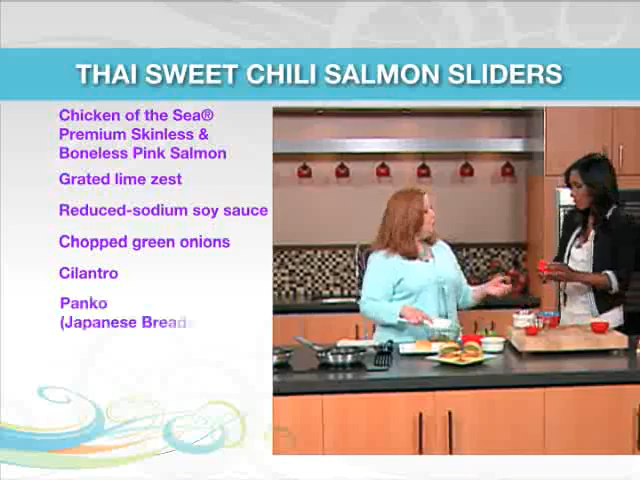 THAI SWEET CHILI SALMON SLIDERS
Chicken of the Sea®
Premium Skinless &
Boneless Pink Salmon
Grated lime zest
Reduced-sodium soy sauce
Chopped green onions
Cilantro
Panko
(Japanese Bread